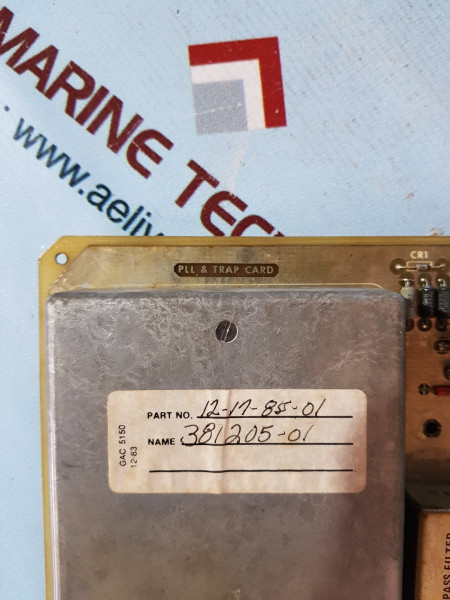 MARINE TEC
www.aeliv
PLL & TRAP CARD
CR1
PART NO. 12-17-85-01
NAME 381205-01
GAC 5150
12-83
PASS FILTER